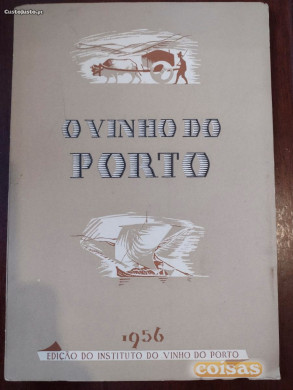 CustoJusto.pt
O VINHO DO
PORTO
1956
EDIÇÃO DO INSTITUTO DO VINHO DO PORTO
coisas